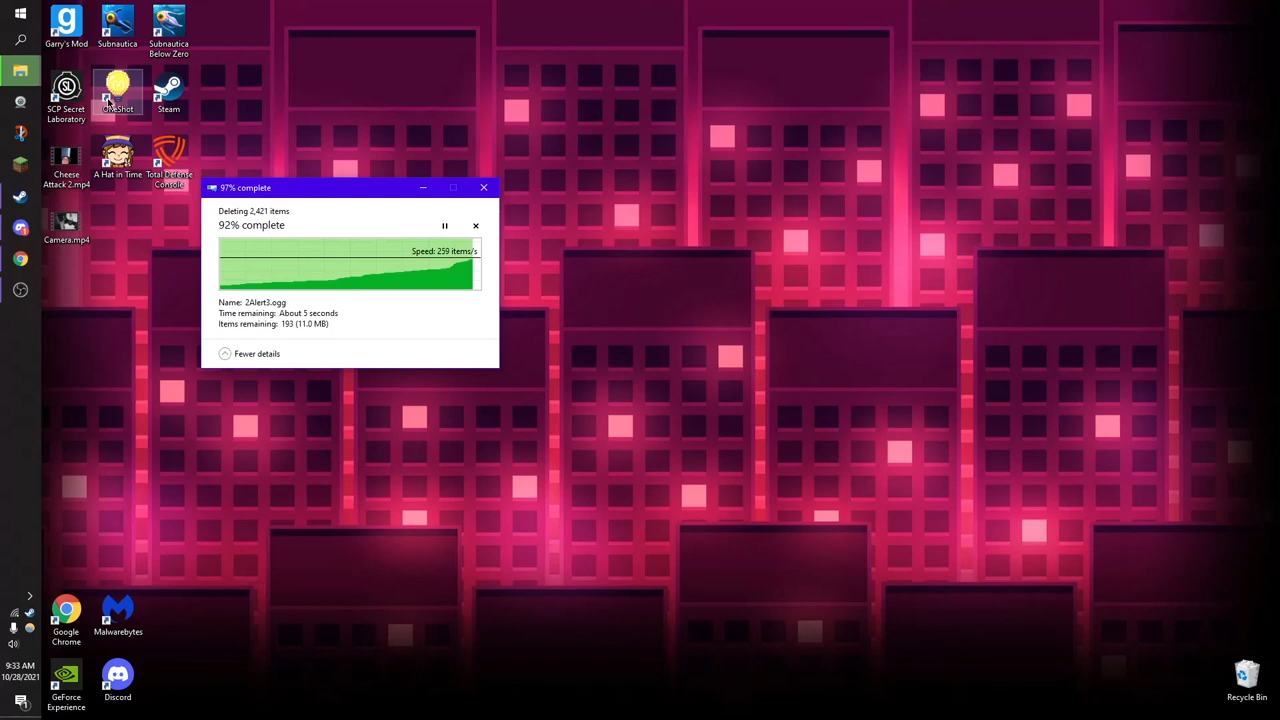 Garry's Mod
Subnautica
Subnautica
Below Zero
SCP Secret
Laboratory
OneShot
Steam
Cheese
Attack 2.mp4
A Hat in Time
Total Defense
Console
Camera.mp4
97% complete
Deleting 2,421 items
92% complete
Speed: 259 items/s
Name: 2Alert3.ogg
Time remaining: About 5 seconds
Items remaining: 193 (11.0 MB)
Fewer details
Google
Chrome
Malwarebytes
9:33 AM
10/28/2021
GeForce
Experience
Discord
Recycle Bin